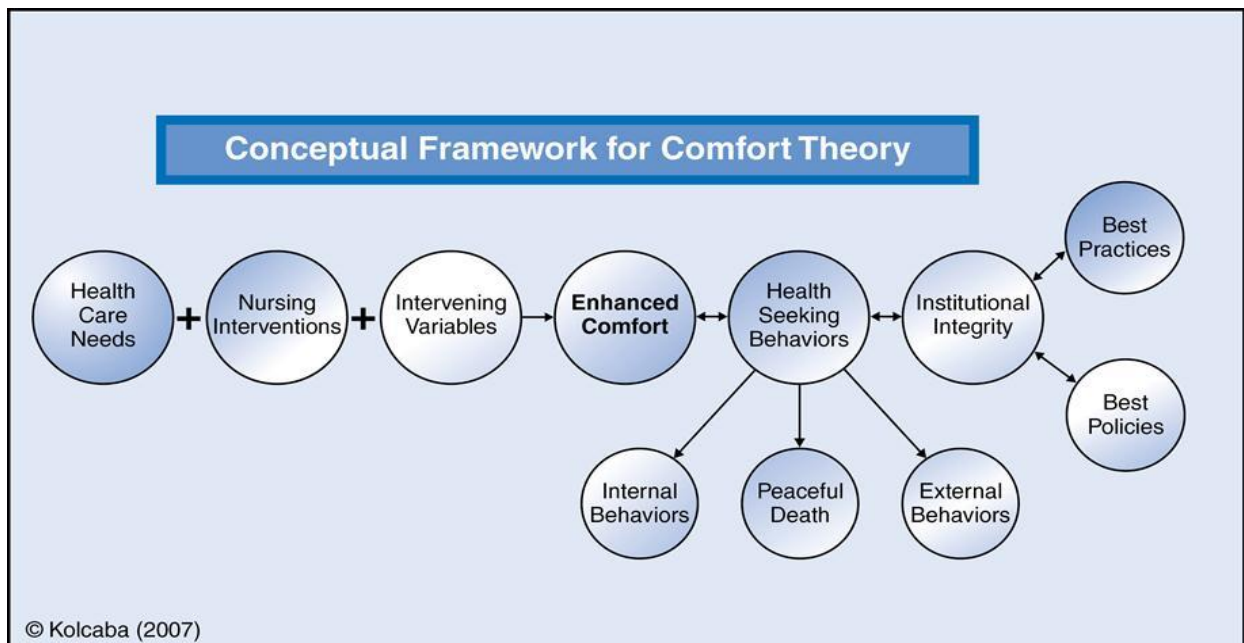 Conceptual Framework for Comfort Theory
Health
Care
Needs
+
Nursing
Interventions
+
Intervening
Variables
Enhanced
Comfort
Health
Seeking
Behaviors
Institutional
Integrity
Best
Practices
Best
Policies
Internal
Behaviors
Peaceful
Death
External
Behaviors
© Kolcaba (2007)